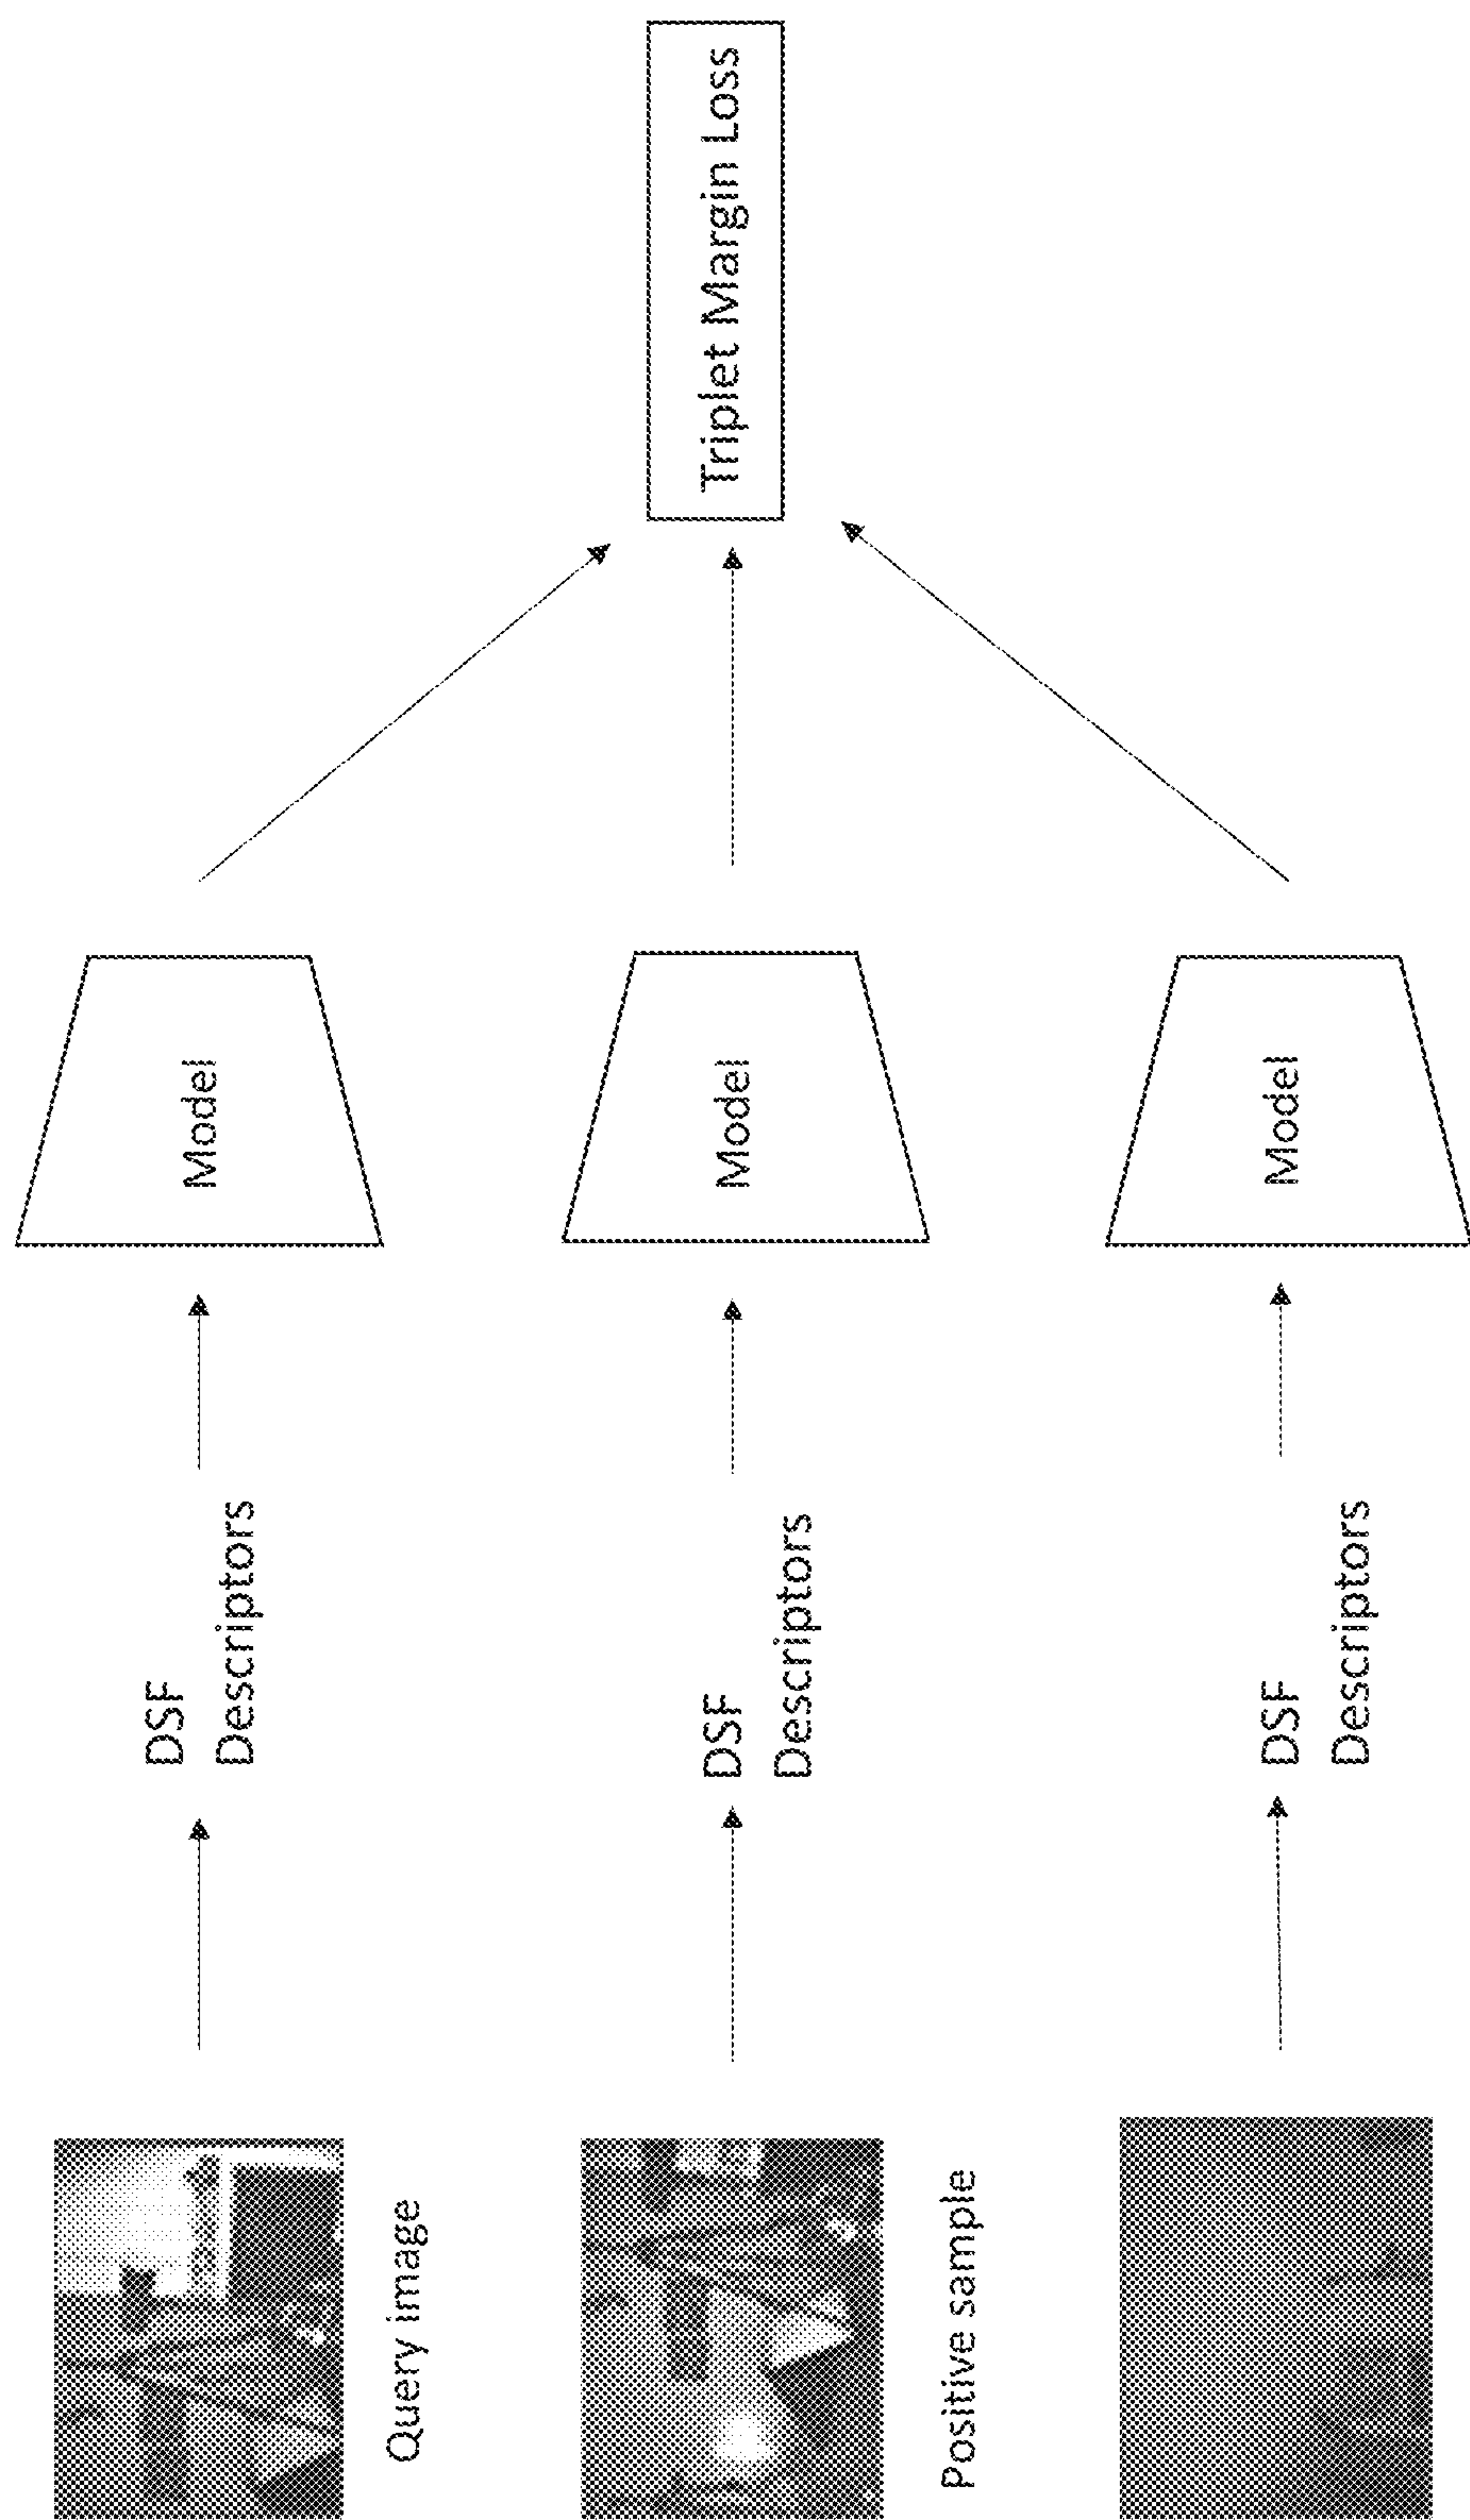 Query image
DSF
Descriptors
Model
Positive sample
DSF
Descriptors
Model
Triplet Margin Loss
DSF
Descriptors
Model